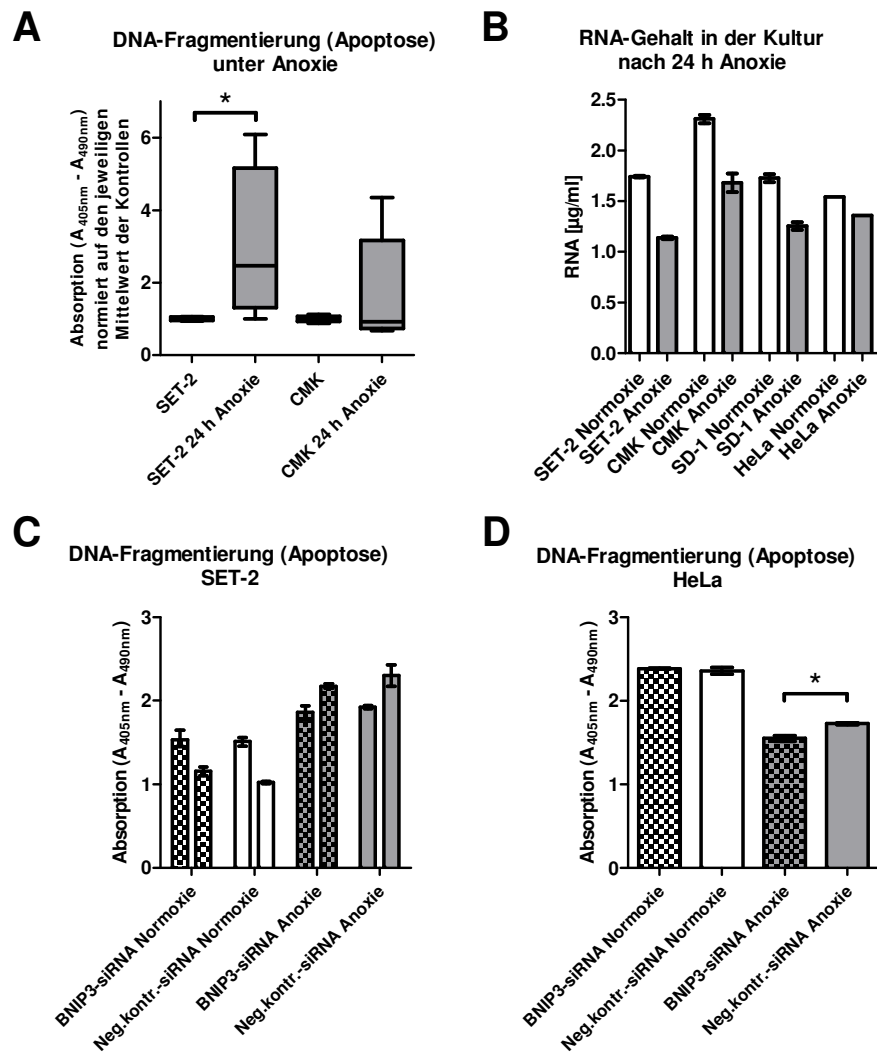 A
DNA-Fragmentierung (Apoptose)
unter Anoxie
Absorption (A405nm - A490nm)
normiert auf den jeweiligen
Mittelwert der Kontrollen
6
4
2
0
*
SET-2
SET-2 24 h Anoxie
CMK
CMK 24 h Anoxie
B
RNA-Gehalt in der Kultur
nach 24 h Anoxie
RNA [µg/ml]
2.5
2.0
1.5
1.0
0.5
0.0
SET-2 Normoxie
SET-2 Anoxie
CMK Normoxie
CMK Anoxie
SD-1 Normoxie
SD-1 Anoxie
HeLa Normoxie
HeLa Anoxie
C
DNA-Fragmentierung (Apoptose)
SET-2
Absorption (A405nm - A490nm)
3
2
1
0
BNIP3-siRNA Normoxie
Neg.kontr.-siRNA Normoxie
BNIP3-siRNA Anoxie
Neg.kontr.-siRNA Anoxie
D
DNA-Fragmentierung (Apoptose)
HeLa
Absorption (A405nm - A490nm)
3
2
1
0
*
BNIP3-siRNA Normoxie
Neg.kontr.-siRNA Normoxie
BNIP3-siRNA Anoxie
Neg.kontr.-siRNA Anoxie